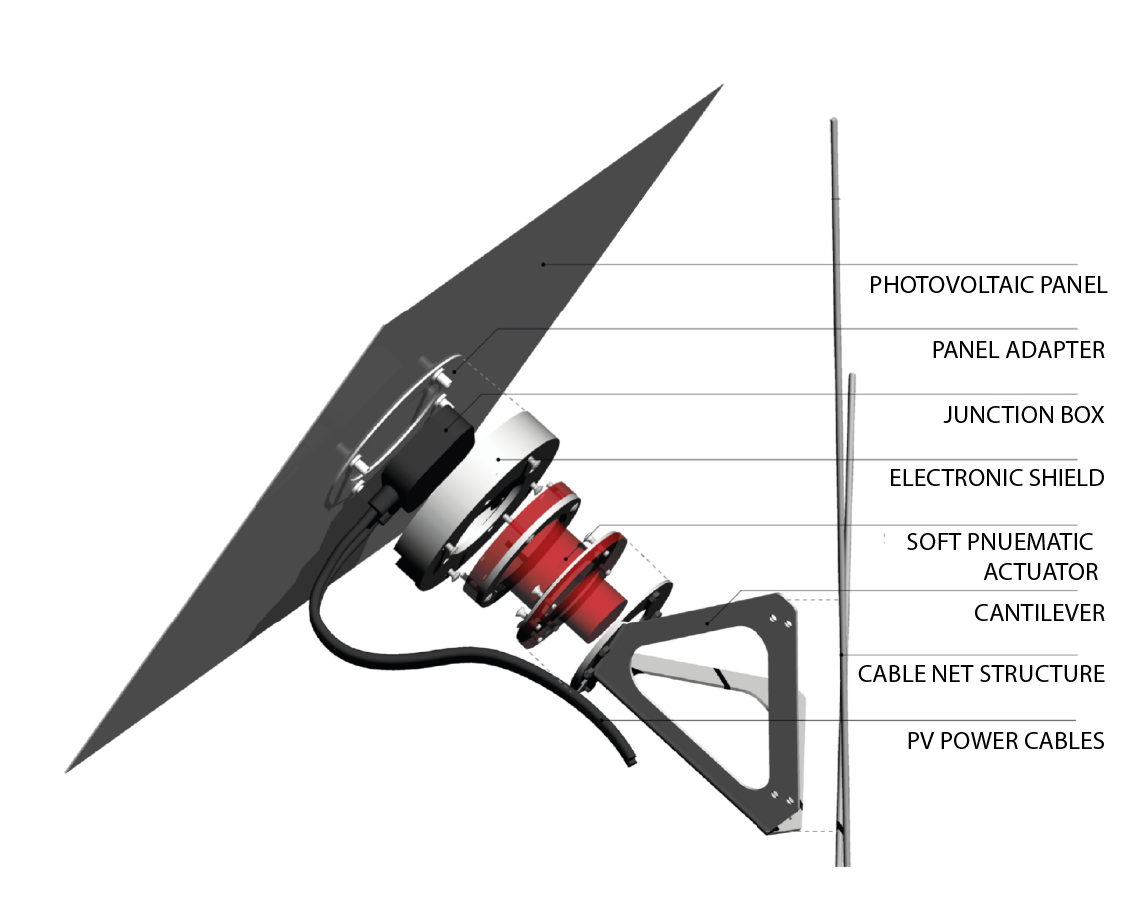 PHOTOVOLTAIC PANEL
PANEL ADAPTER
JUNCTION BOX
ELECTRONIC SHIELD
SOFT PNUEMATIC
ACTUATOR
CANTILEVER
CABLE NET STRUCTURE
PV POWER CABLES